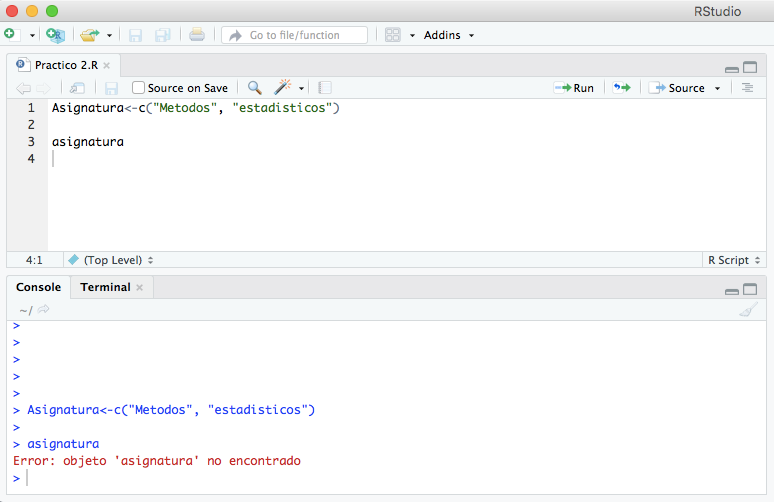 RStudio
Go to file/function
Addins
Practico 2.R
Source on Save
Run
Source
1 Asignatura<-c("Metodos", "estadisticos")
2
3 asignatura
4
4:1
(Top Level)
R Script
Console
Terminal
~/
>
>
>
>
>
> Asignatura<-c("Metodos", "estadisticos")
>
> asignatura
Error: objeto 'asignatura' no encontrado
>